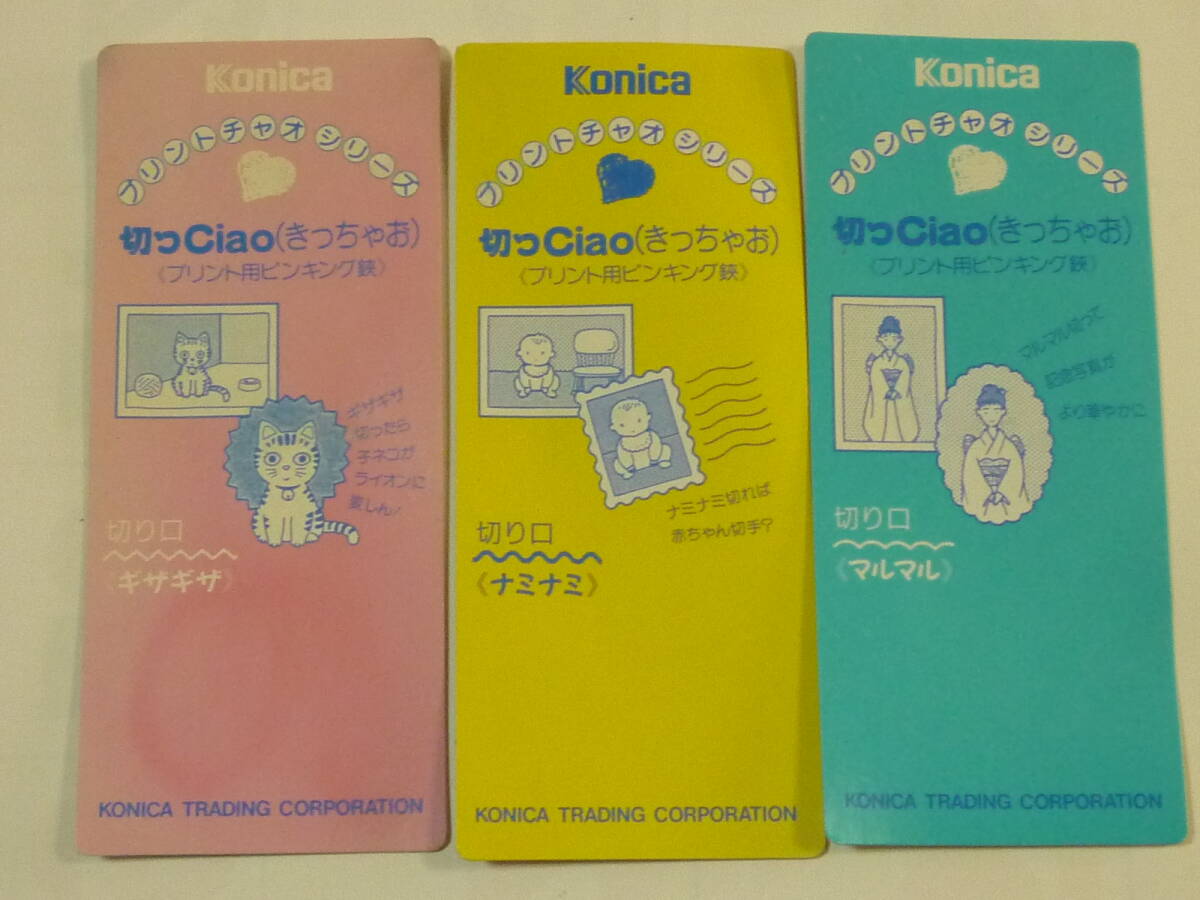 Konica
プリントチャオ シリーズ
切っCiao(きっちゃお)
《プリント用ピンキング鋏》
ギザギザ
切ったら
子ネコが
ライオンに
変しん!
切り口
《ギザギザ》
KONICA TRADING CORPORATION
Konica
プリントチャオ シリーズ
切っCiao(きっちゃお)
《プリント用ピンキング鋏》
ナミナミ切れば
赤ちゃん切手?
切り口
《ナミナミ》
KONICA TRADING CORPORATION
Konica
プリントチャオ シリーズ
切っCiao(きっちゃお)
《プリント用ピンキング鋏》
マルマル切って
記念写真が
より華やかに
切り口
《マルマル》
KONICA TRADING CORPORATION